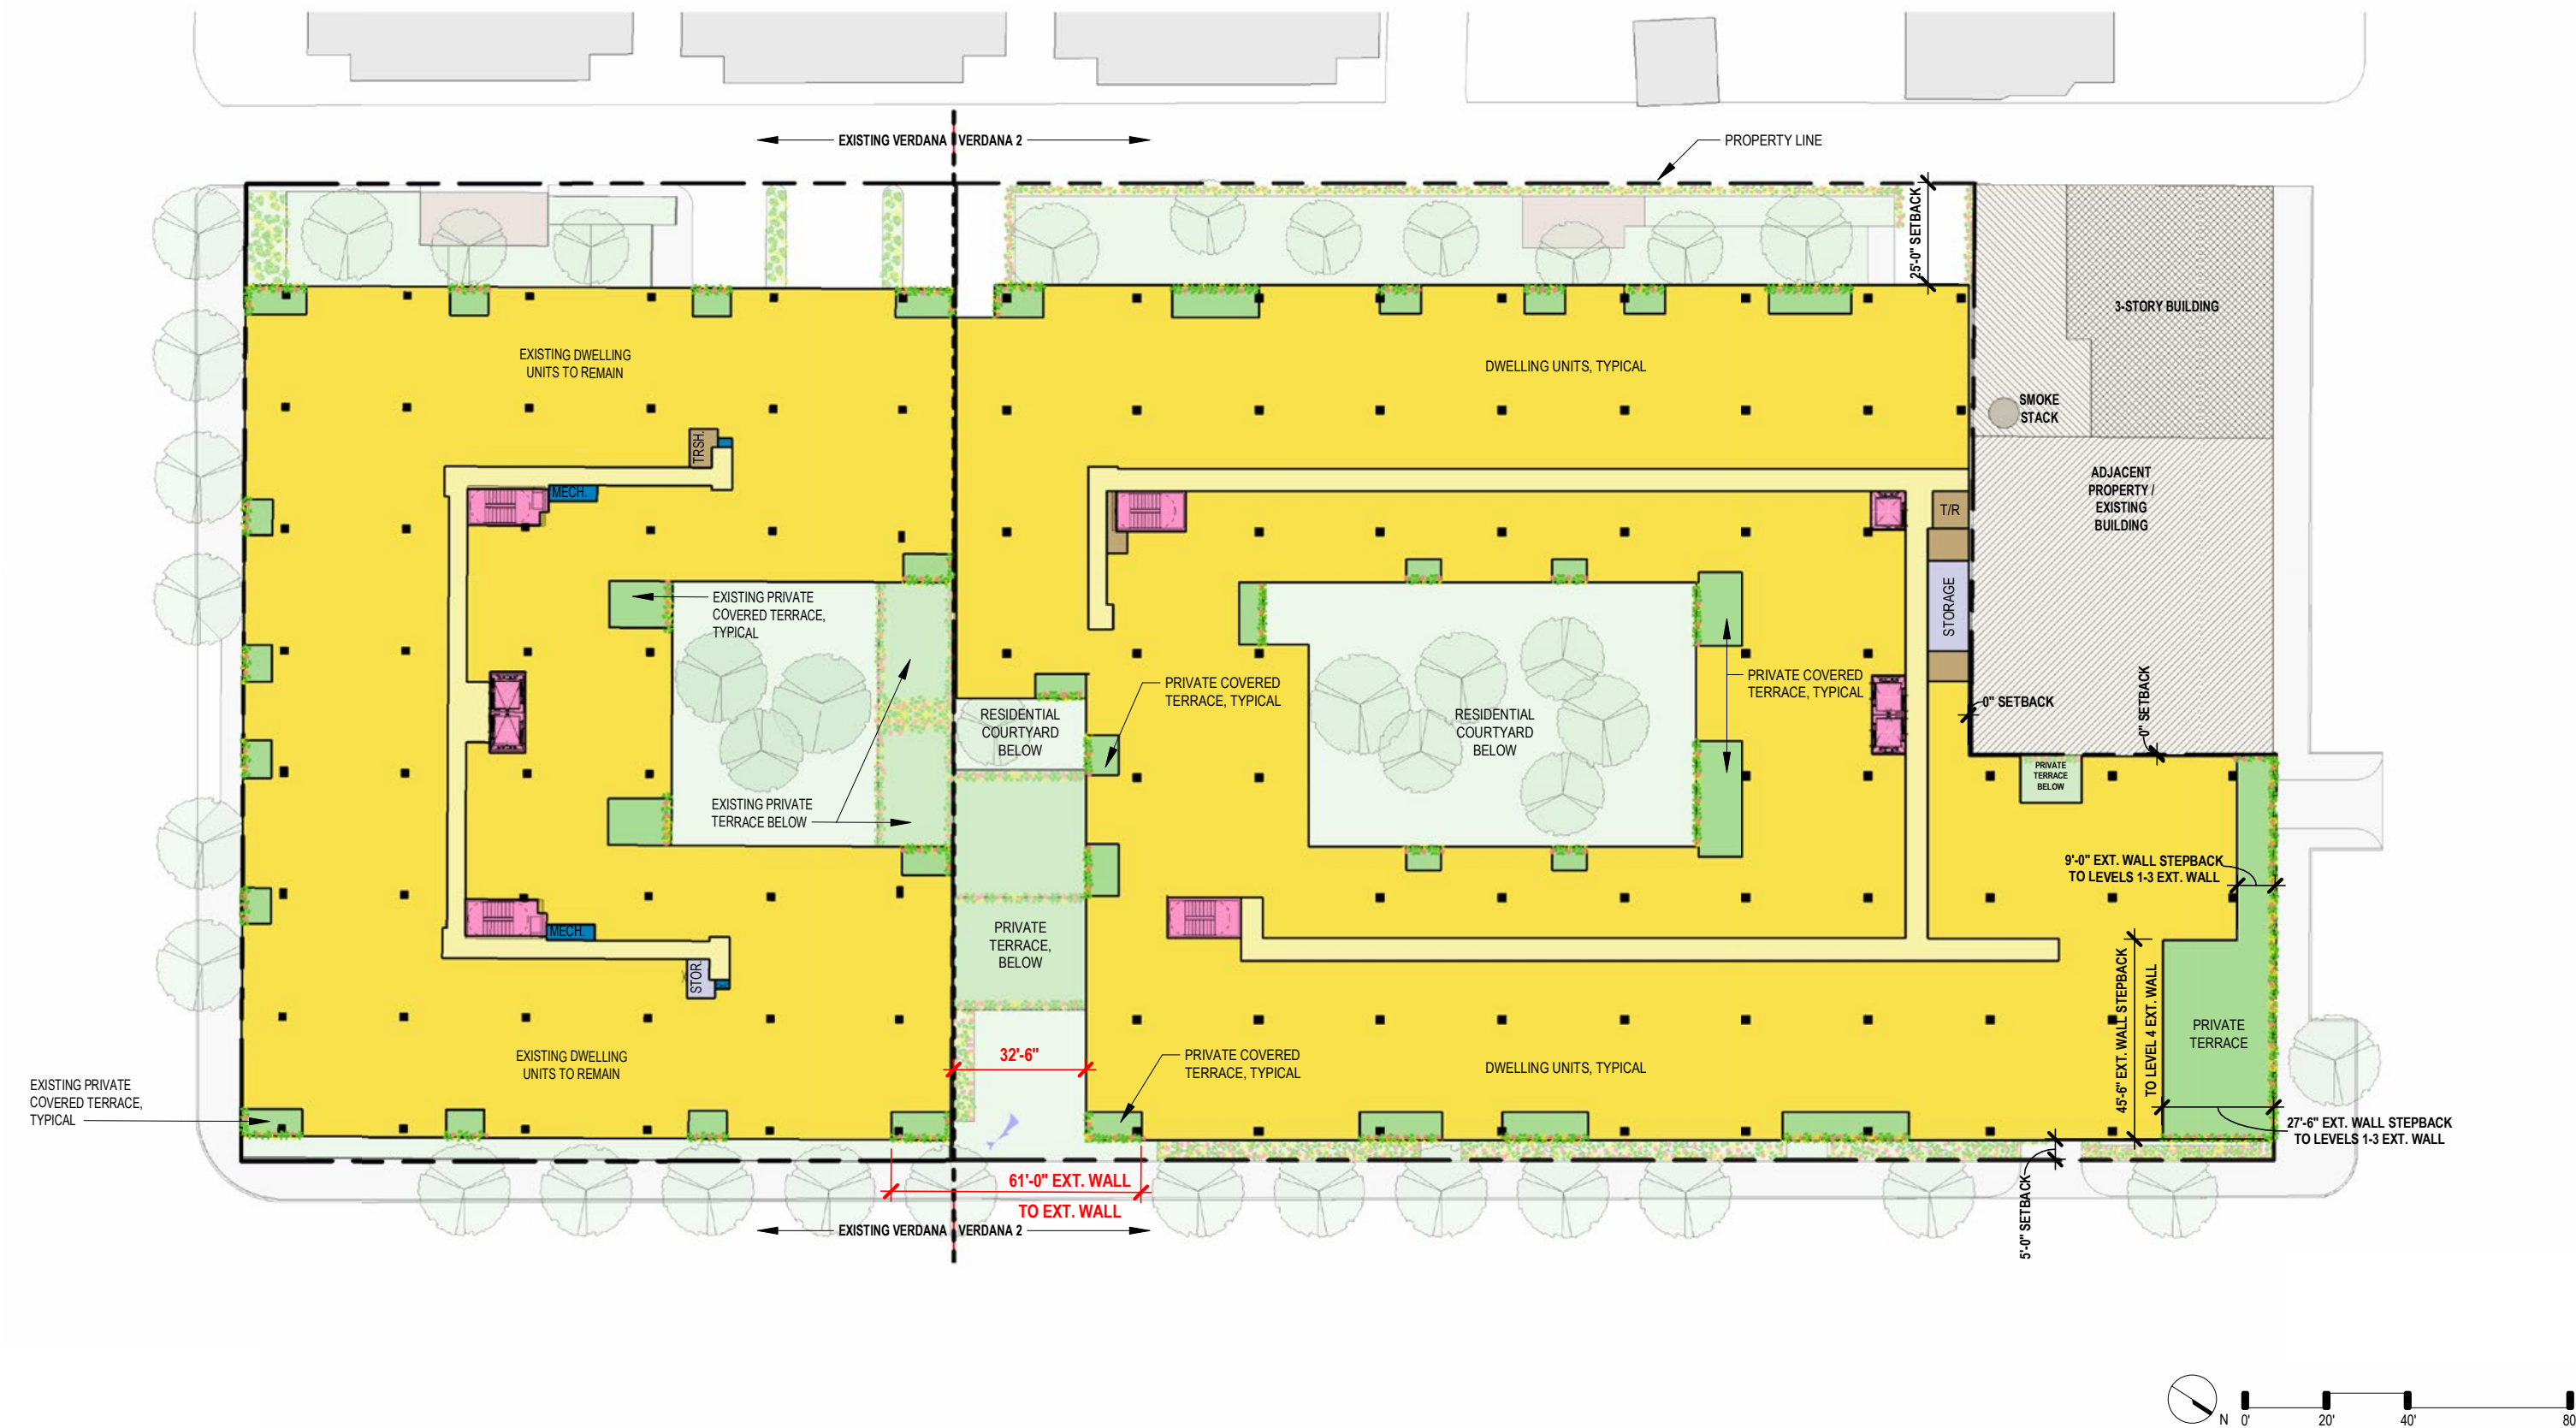 EXISTING VERDANA
VERDANA 2
PROPERTY LINE
25'-0" SETBACK
3-STORY BUILDING
EXISTING DWELLING
UNITS TO REMAIN
DWELLING UNITS, TYPICAL
SMOKE
STACK
TRSH.
MECH.
ADJACENT
PROPERTY /
EXISTING
BUILDING
T/R
STORAGE
EXISTING PRIVATE
COVERED TERRACE,
TYPICAL
PRIVATE COVERED
TERRACE, TYPICAL
PRIVATE COVERED
TERRACE, TYPICAL
0" SETBACK
0" SETBACK
RESIDENTIAL
COURTYARD
BELOW
RESIDENTIAL
COURTYARD
BELOW
PRIVATE
TERRACE
BELOW
EXISTING PRIVATE
TERRACE BELOW
9'-0" EXT. WALL STEPBACK
TO LEVELS 1-3 EXT. WALL
PRIVATE
TERRACE,
BELOW
MECH.
STOR.
45'-6" EXT. WALL STEPBACK
TO LEVEL 4 EXT. WALL
PRIVATE
TERRACE
32'-6"
EXISTING DWELLING
UNITS TO REMAIN
PRIVATE COVERED
TERRACE, TYPICAL
DWELLING UNITS, TYPICAL
EXISTING PRIVATE
COVERED TERRACE,
TYPICAL
27'-6" EXT. WALL STEPBACK
TO LEVELS 1-3 EXT. WALL
61'-0" EXT. WALL
TO EXT. WALL
5'-0" SETBACK
EXISTING VERDANA
VERDANA 2
N
0'
20'
40'
80